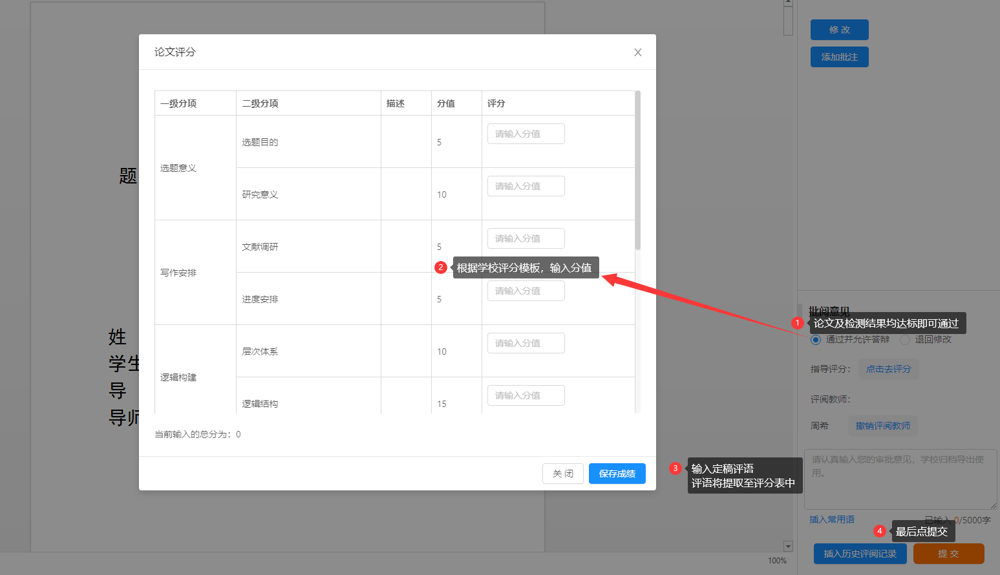 论文评分
一级分项 二级分项 描述 分值 评分
选题意义
选题目的 5 请输入分值
研究意义 10 请输入分值
写作安排
文献调研 5 请输入分值
2 根据学校评分模板，输入分值
进度安排 5 请输入分值
逻辑构建
层次体系 10 请输入分值
逻辑结构 15 请输入分值
当前输入的总分为：0
关 闭 保存成绩
题
姓
学生
导
导师
100%
修 改
添加批注
批阅意见
1 论文及检测结果均达标即可通过
通过并允许答辩 退回修改
指导评分： 点击去评分
评阅教师：
周希 撤销评阅教师
请认真输入您的审批意见，学校归档导出使
用。
3 输入定稿评语
评语将提取至评分表中
插入常用语 已输入 0/5000字
4 最后点提交
插入历史评阅记录 提 交